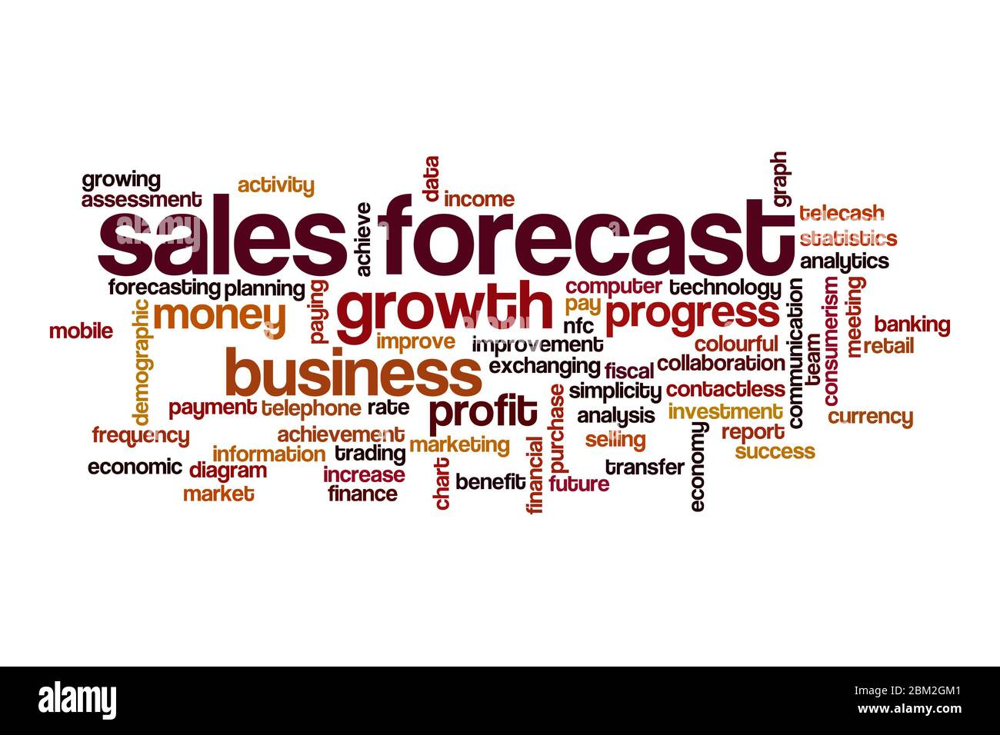 growing
activity
data
graph
assessment
income
sales forecast
achieve
telecash
statistics
analytics
forecasting
planning
paying
growth
computer
technology
communication
consumerism
meeting
demographic
money
pay
progress
mobile
nfc
banking
improve
improvement
colourful
team
retail
business
exchanging
fiscal
collaboration
simplicity
contactless
purchase
payment
telephone
rate
profit
analysis
investment
currency
frequency
achievement
marketing
selling
report
economy
information
trading
financial
success
economic
diagram
increase
chart
benefit
future
transfer
market
finance
alamy
a
a
a
a
alamy
Image ID: 2BM2GM1
www.alamy.com